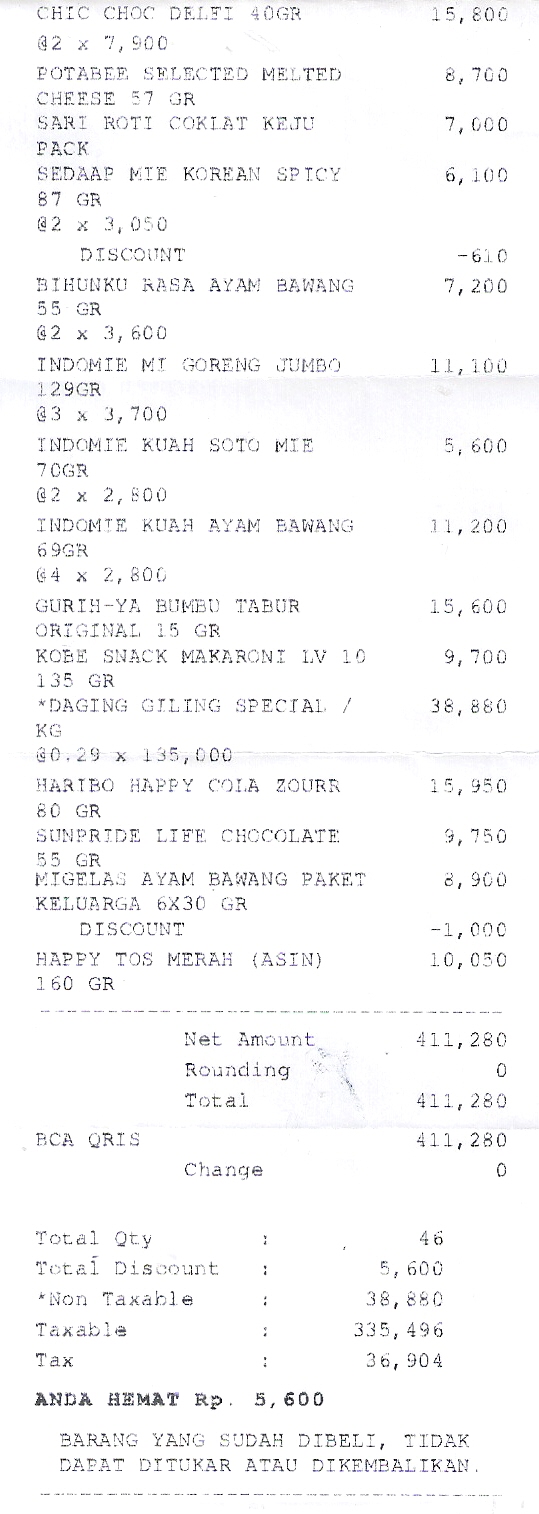 CHIC CHOC DELFI 40GR 15,800
@2 x 7,900
POTABEE SELECTED MELTED 8,700
CHEESE 57 GR
SARI ROTI COKLAT KEJU 7,000
PACK
SEDAAP MIE KOREAN SPICY 6,100
87 GR
@2 x 3,050
DISCOUNT -610
BIHUNKU RASA AYAM BAWANG 7,200
55 GR
@2 x 3,600
INDOMIE MI GORENG JUMBO 11,100
129GR
@3 x 3,700
INDOMIE KUAH SOTO MIE 5,600
70GR
@2 x 2,800
INDOMIE KUAH AYAM BAWANG 11,200
69GR
@4 x 2,800
GURIH-YA BUMBU TABUR 15,600
ORIGINAL 15 GR
KOBE SNACK MAKARONI LV 10 9,700
135 GR
*DAGING GILING SPECIAL / 38,880
KG
@0.29 x 135,000
HARIBO HAPPY COLA ZOURR 15,950
80 GR
SUNPRIDE LIFE CHOCOLATE 9,750
55 GR
MIGELAS AYAM BAWANG PAKET 8,900
KELUARGA 6X30 GR
DISCOUNT -1,000
HAPPY TOS MERAH (ASIN) 10,050
160 GR
Net Amount 411,280
Rounding 0
Total 411,280
BCA QRIS 411,280
Change 0
Total Qty : 46
Total Discount : 5,600
*Non Taxable : 38,880
Taxable : 335,496
Tax : 36,904
ANDA HEMAT Rp. 5,600
BARANG YANG SUDAH DIBELI, TIDAK
DAPAT DITUKAR ATAU DIKEMBALIKAN.